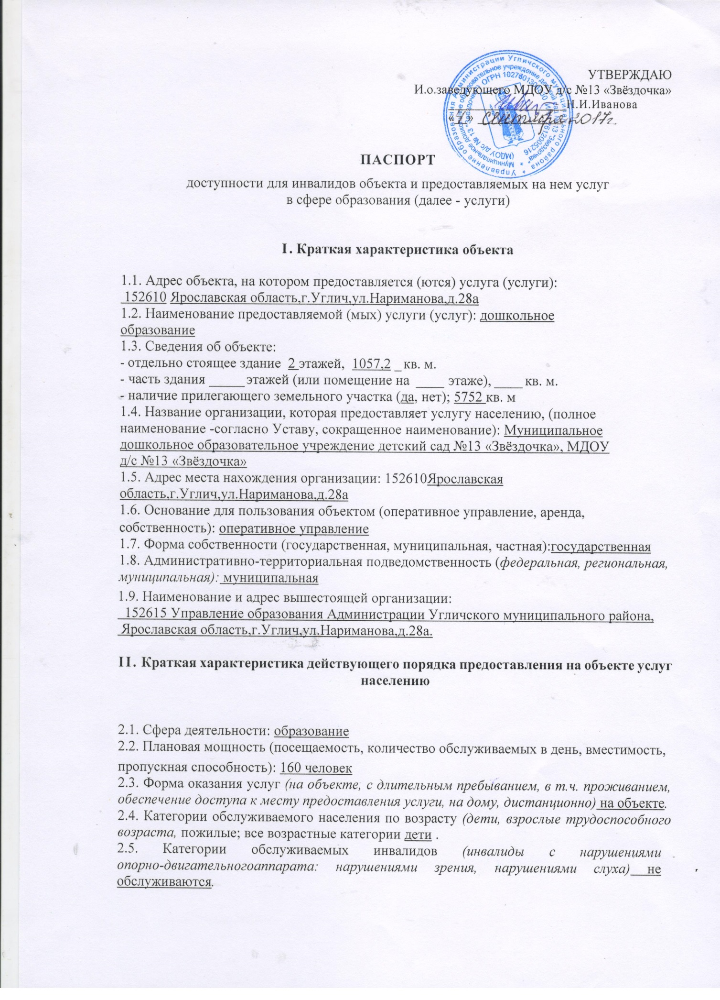 УТВЕРЖДАЮ
И.о.заведующего МДОУ д/с №13 «Звёздочка»
Н.И.Иванова
«4» сентября 2017г.
Управление образования Администрации Угличского муниципального района *
Муниципальное дошкольное образовательное учреждение детский сад № 13 "Звездочка" *
(МДОУ д/с № 13 "Звездочка") ОГРН 1027601304930 ИНН 7612005216
ПАСПОРТ
доступности для инвалидов объекта и предоставляемых на нем услуг
в сфере образования (далее - услуги)
I. Краткая характеристика объекта
1.1. Адрес объекта, на котором предоставляется (ются) услуга (услуги):
152610 Ярославская область,г.Углич,ул.Нариманова,д.28а
1.2. Наименование предоставляемой (мых) услуги (услуг): дошкольное
образование
1.3. Сведения об объекте:
- отдельно стоящее здание 2 этажей, 1057,2 _ кв. м.
- часть здания _____ этажей (или помещение на ____ этаже), ____ кв. м.
- наличие прилегающего земельного участка (да, нет); 5752 кв. м
1.4. Название организации, которая предоставляет услугу населению, (полное
наименование -согласно Уставу, сокращенное наименование): Муниципальное
дошкольное образовательное учреждение детский сад №13 «Звёздочка», МДОУ
д/с №13 «Звёздочка»
1.5. Адрес места нахождения организации: 152610Ярославская
область,г.Углич,ул.Нариманова,д.28а
1.6. Основание для пользования объектом (оперативное управление, аренда,
собственность): оперативное управление
1.7. Форма собственности (государственная, муниципальная, частная):государственная
1.8. Административно-территориальная подведомственность (федеральная, региональная,
муниципальная): муниципальная
1.9. Наименование и адрес вышестоящей организации:
152615 Управление образования Администрации Угличского муниципального района,
Ярославская область,г.Углич,ул.Нариманова,д.28а.
II. Краткая характеристика действующего порядка предоставления на объекте услуг
населению
2.1. Сфера деятельности: образование
2.2. Плановая мощность (посещаемость, количество обслуживаемых в день, вместимость,
пропускная способность): 160 человек
2.3. Форма оказания услуг (на объекте, с длительным пребыванием, в т.ч. проживанием,
обеспечение доступа к месту предоставления услуги, на дому, дистанционно) на объекте.
2.4. Категории обслуживаемого населения по возрасту (дети, взрослые трудоспособного
возраста, пожилые; все возрастные категории дети .
2.5. Категории обслуживаемых инвалидов (инвалиды с нарушениями
опорно-двигательногоаппарата: нарушениями зрения, нарушениями слуха) не
обслуживаются.